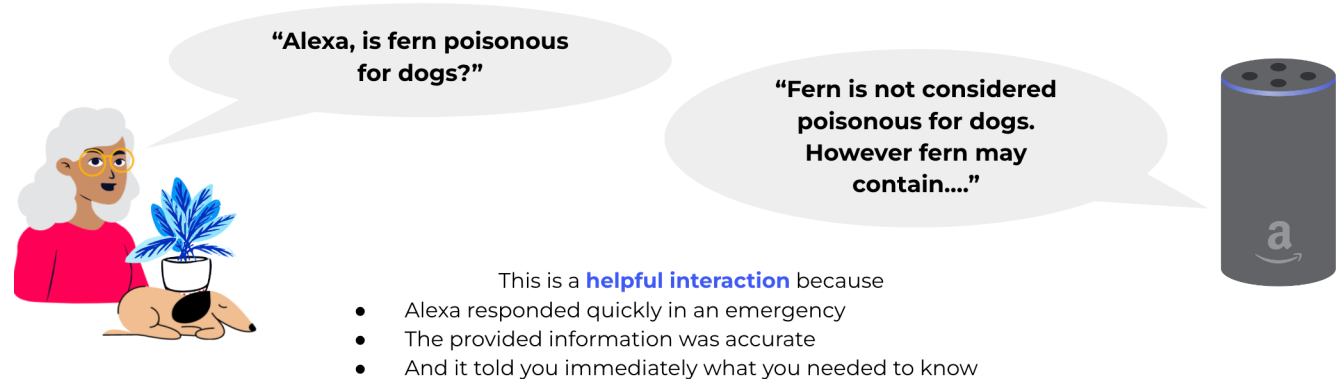 “Alexa, is fern poisonous
for dogs?”
“Fern is not considered
poisonous for dogs.
However fern may
contain....”
a
This is a helpful interaction because
● Alexa responded quickly in an emergency
● The provided information was accurate
● And it told you immediately what you needed to know